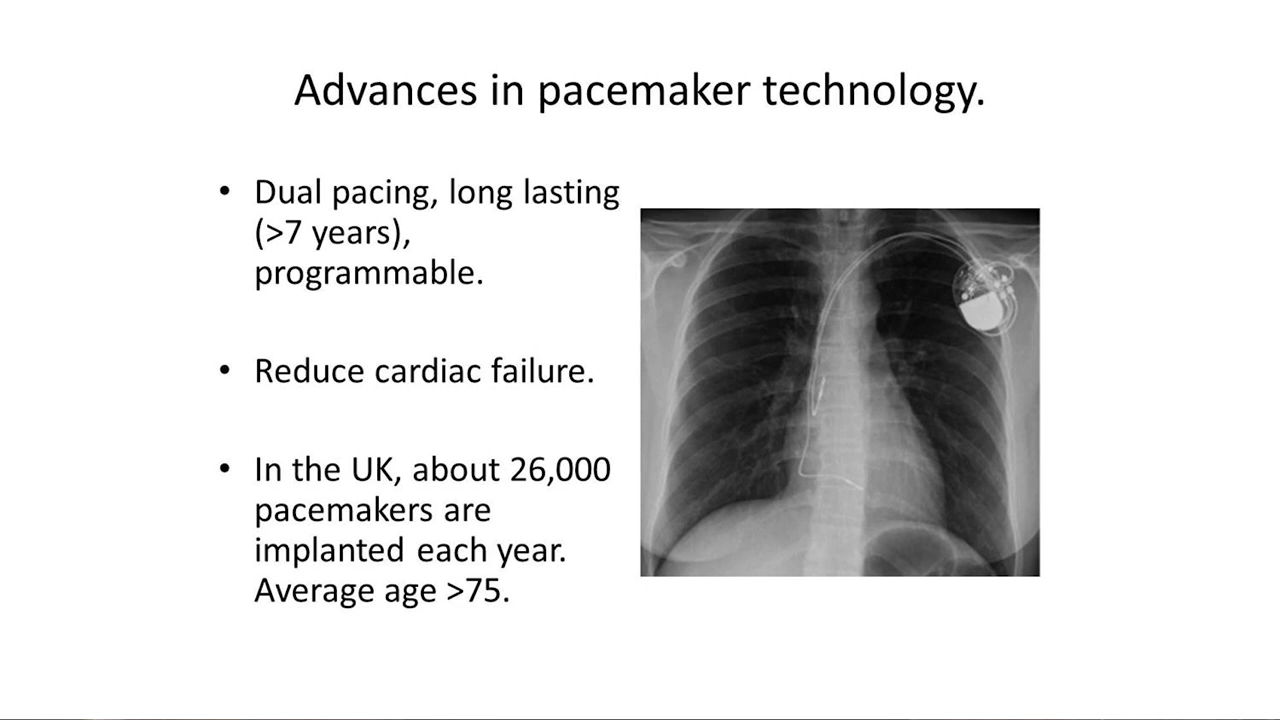 Advances in pacemaker technology.
• Dual pacing, long lasting
(>7 years),
programmable.
• Reduce cardiac failure.
• In the UK, about 26,000
pacemakers are
implanted each year.
Average age >75.